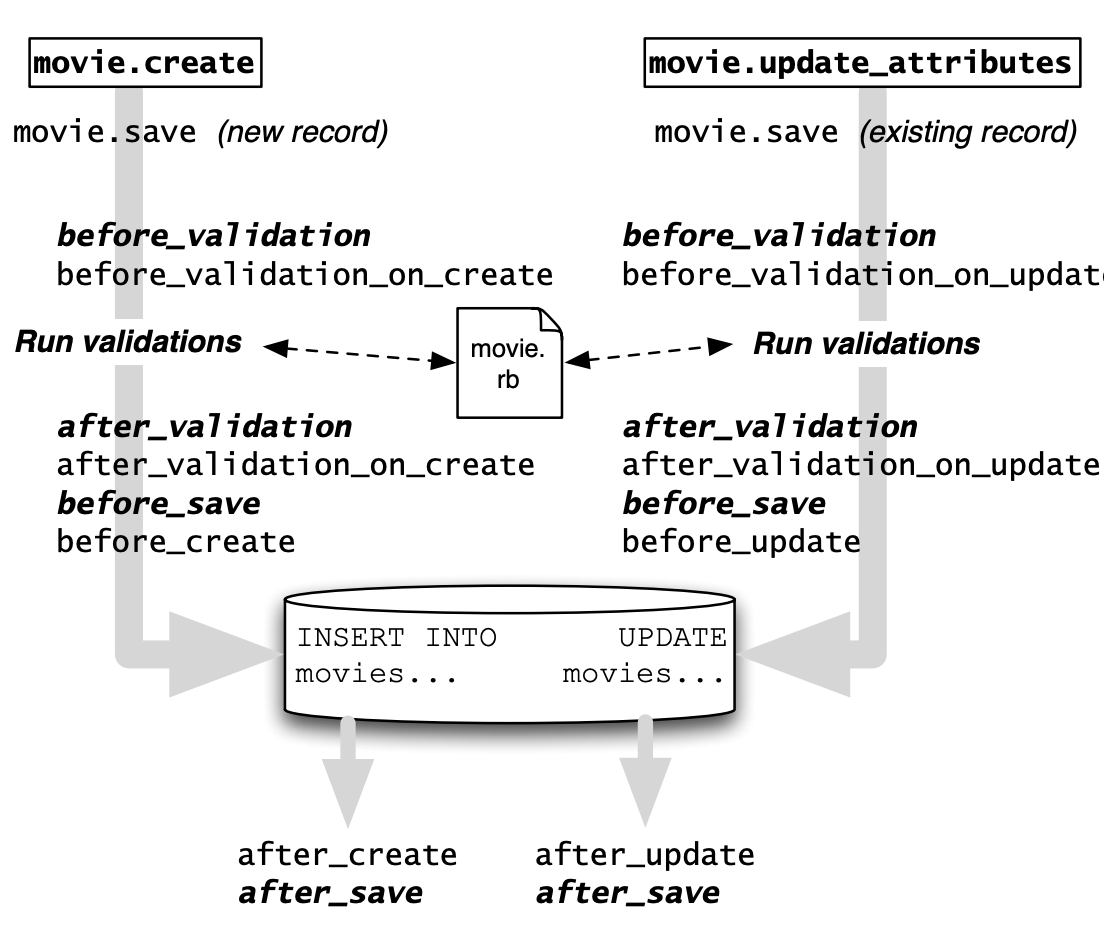 movie.create
movie.save (new record)
before_validation
before_validation_on_create
Run validations
after_validation
after_validation_on_create
before_save
before_create
movie.
rb
movie.update_attributes
movie.save (existing record)
before_validation
before_validation_on_update
Run validations
after_validation
after_validation_on_update
before_save
before_update
INSERT INTO
movies...
UPDATE
movies...
after_create
after_save
after_update
after_save